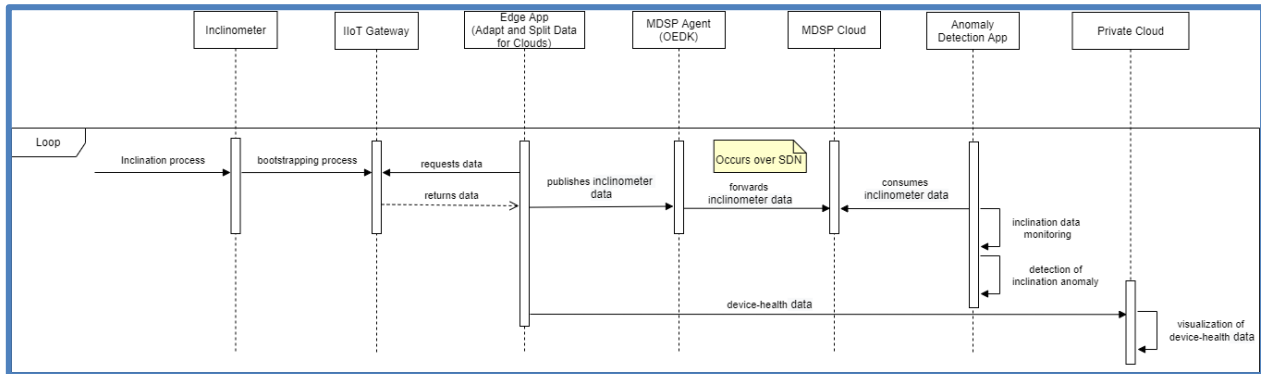 Inclinometer
IIoT Gateway
Edge App
(Adapt and Split Data
for Clouds)
MDSP Agent
(OEDK)
MDSP Cloud
Anomaly
Detection App
Private Cloud
Loop
Inclination process
bootstrapping process
requests data
returns data
publishes inclinometer
data
Occurs over SDN
forwards
inclinometer data
consumes
inclinometer data
inclination data
monitoring
detection of
inclination anomaly
device-health data
visualization of
device-health data